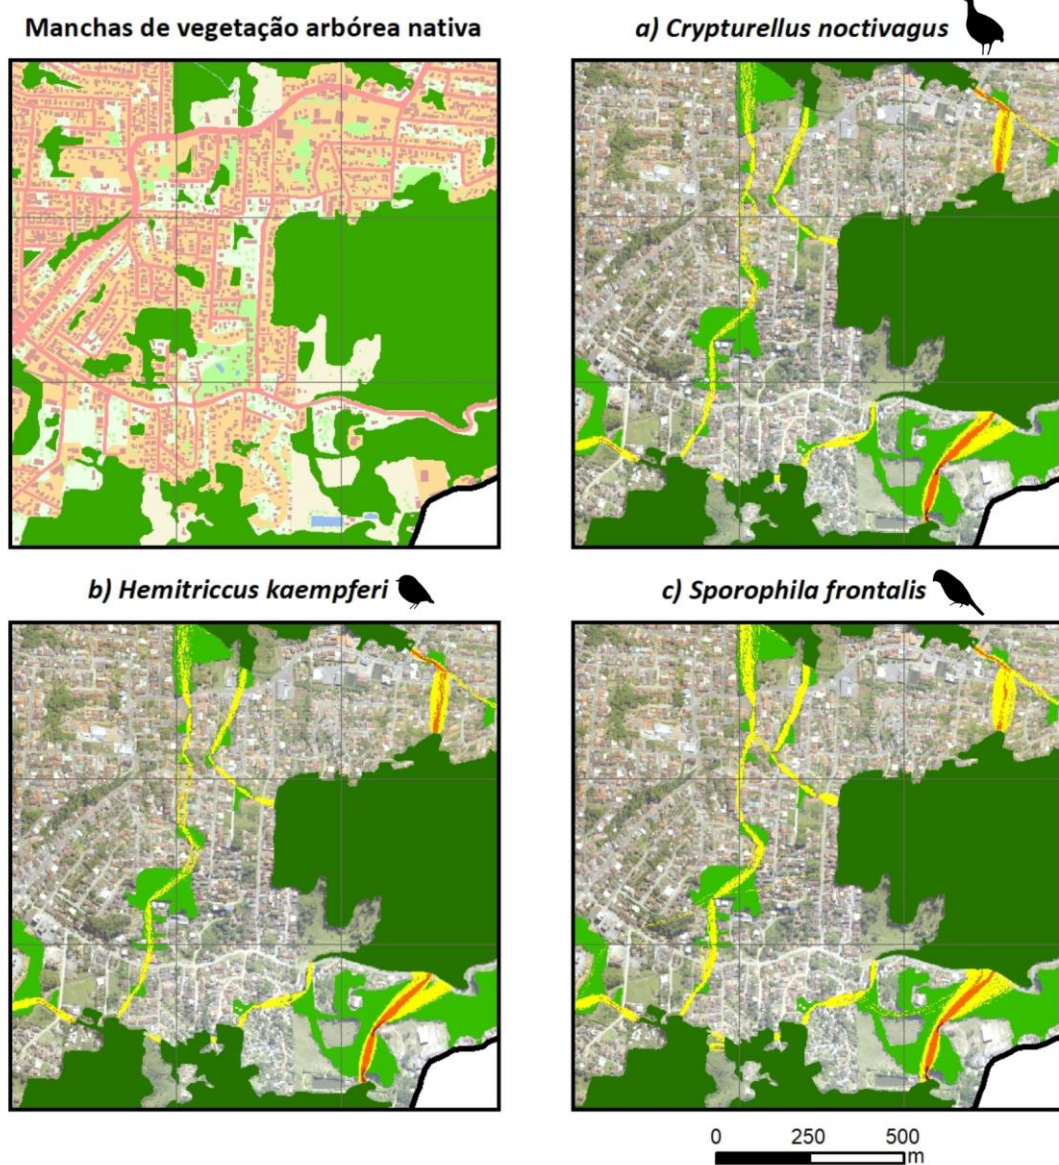 Manchas de vegetação arbórea nativa
a) Crypturellus noctivagus
b) Hemitriccus kaempferi
c) Sporophila frontalis
0 250 500
m